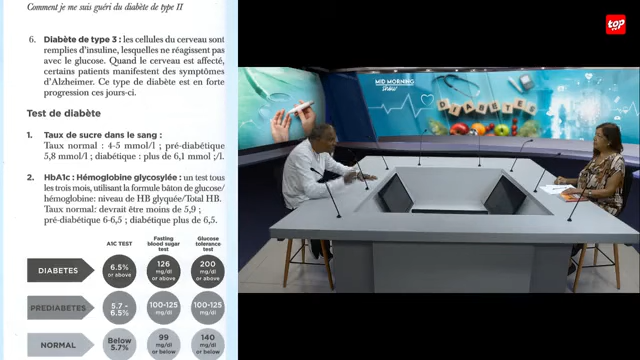 Comment je me suis guéri du diabète de type II
6. Diabète de type 3 : les cellules du cerveau sont
remplies d'insuline, lesquelles ne réagissent pas
avec le glucose. Quand le cerveau est affecté,
certains patients manifestent des symptômes
d'Alzheimer. Ce type de diabète est en forte
progression ces jours-ci.
Test de diabète
1. Taux de sucre dans le sang :
Taux normal : 4-5 mmol/l ; pré-diabétique
5,8 mmol/l ; diabétique : plus de 6,1 mmol ;/l.
2. HbA1c : Hémoglobine glycosylée : un test tous
les trois mois, utilisant la formule bâton de glucose/
hémoglobine: niveau de HB glyquée/Total HB.
Taux normal: devrait être moins de 5,9 ;
pré-diabétique 6-6,5 ; diabétique plus de 6,5.
A1C TEST
Fasting
blood sugar
test
Glucose
tolerance
test
DIABETES
6.5%
or above
126
mg/dl
or above
200
mg/dl
or above
PREDIABETES
5.7 -
6.5%
100-125
mg/dl
100-125
mg/dl
NORMAL
Below
5.7%
99
mg/dl
or below
140
mg/dl
or below
MID MORNING
Show
DIABETES
top